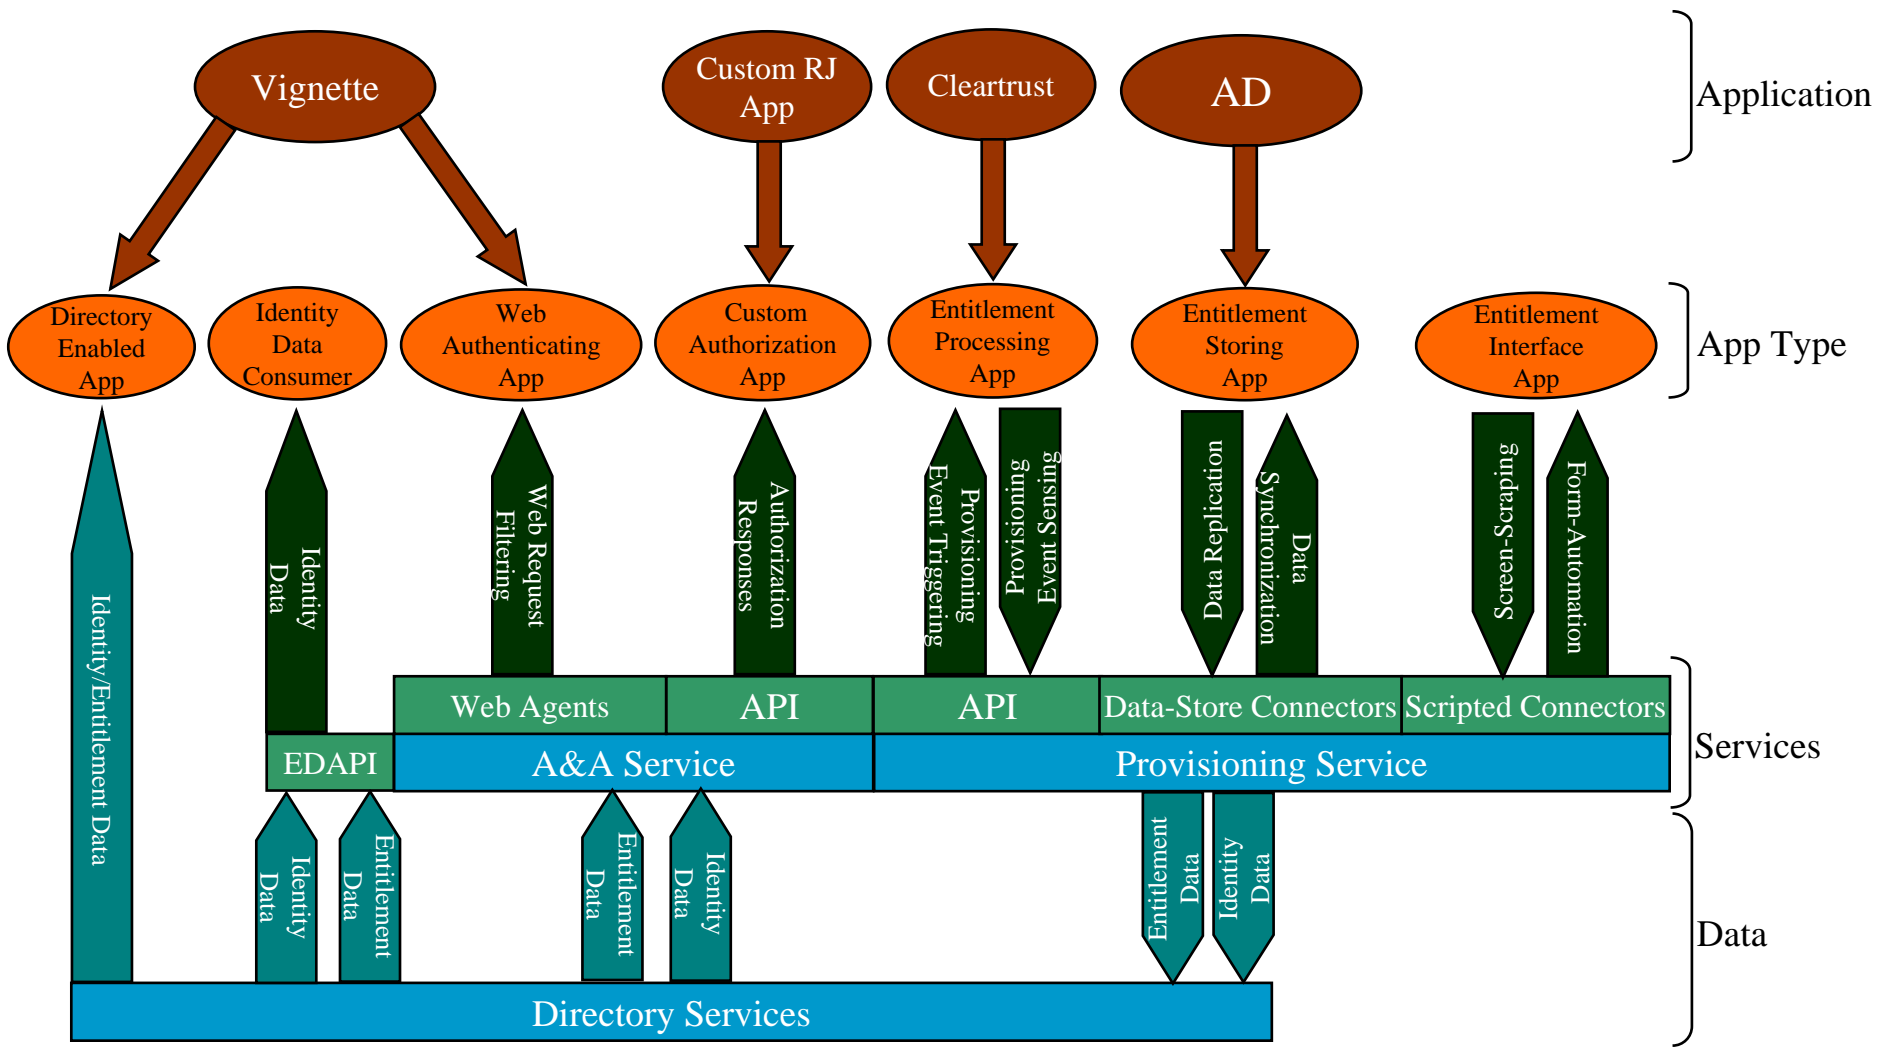 Vignette
Custom RJ
App
Cleartrust
AD
Application
Directory
Enabled
App
Identity
Data
Consumer
Web
Authenticating
App
Custom
Authorization
App
Entitlement
Processing
App
Entitlement
Storing
App
Entitlement
Interface
App
App Type
Identity/Entitlement Data
Identity
Data
Web Request
Filtering
Authorization
Responses
Provisioning
Event Triggering
Provisioning
Event Sensing
Data Replication
Data
Synchronization
Screen-Scraping
Form-Automation
Web Agents
API
API
Data-Store Connectors
Scripted Connectors
EDAPI
A&A Service
Provisioning Service
Services
Identity
Data
Entitlement
Data
Entitlement
Data
Identity
Data
Entitlement
Data
Identity
Data
Data
Directory Services